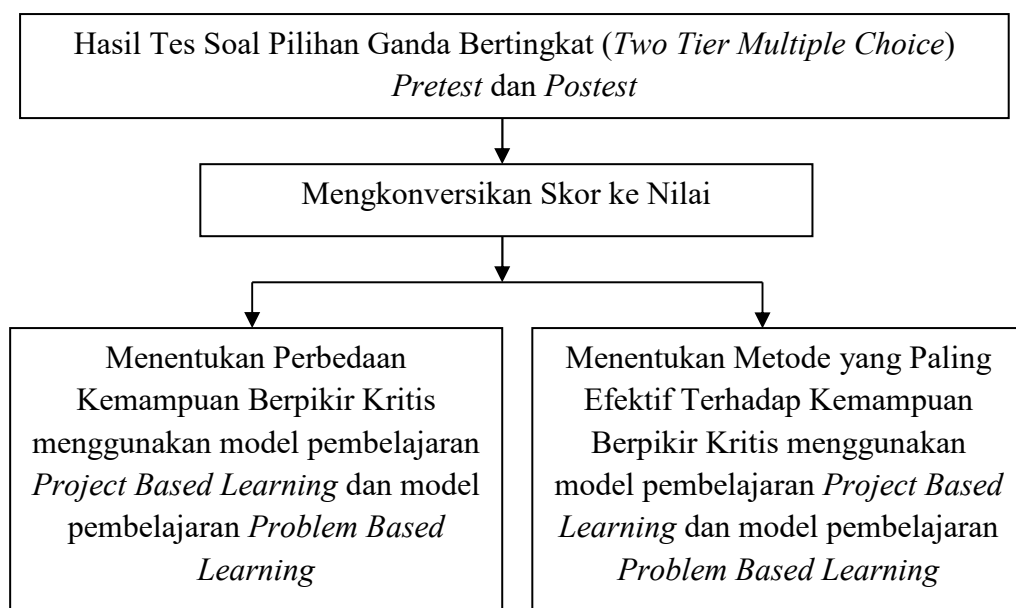 Hasil Tes Soal Pilihan Ganda Bertingkat (Two Tier Multiple Choice)
Pretest dan Postest
Mengkonversikan Skor ke Nilai
Menentukan Perbedaan
Kemampuan Berpikir Kritis
menggunakan model pembelajaran
Project Based Learning dan model
pembelajaran Problem Based
Learning
Menentukan Metode yang Paling
Efektif Terhadap Kemampuan
Berpikir Kritis menggunakan
model pembelajaran Project Based
Learning dan model pembelajaran
Problem Based Learning